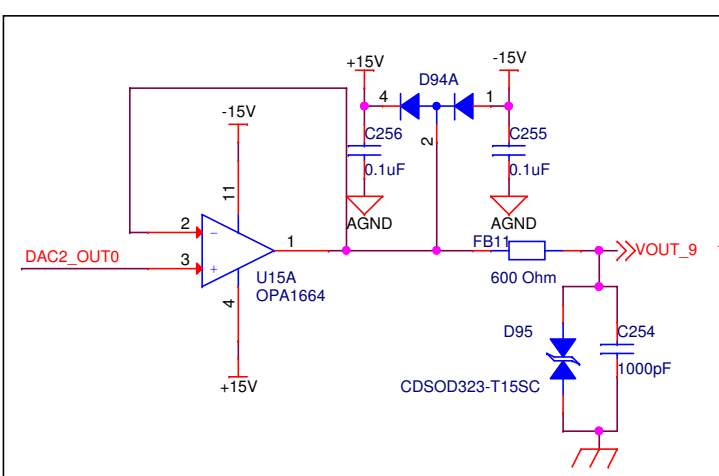 +15V
-15V
D94A
4
1
-15V
C256
C255
2
0.1uF
0.1uF
11
AGND
AGND
2
−
1
FB11
VOUT_9
DAC2_OUT0
3
+
U15A
OPA1664
600 Ohm
4
D95
C254
1000pF
+15V
CDSOD323-T15SC